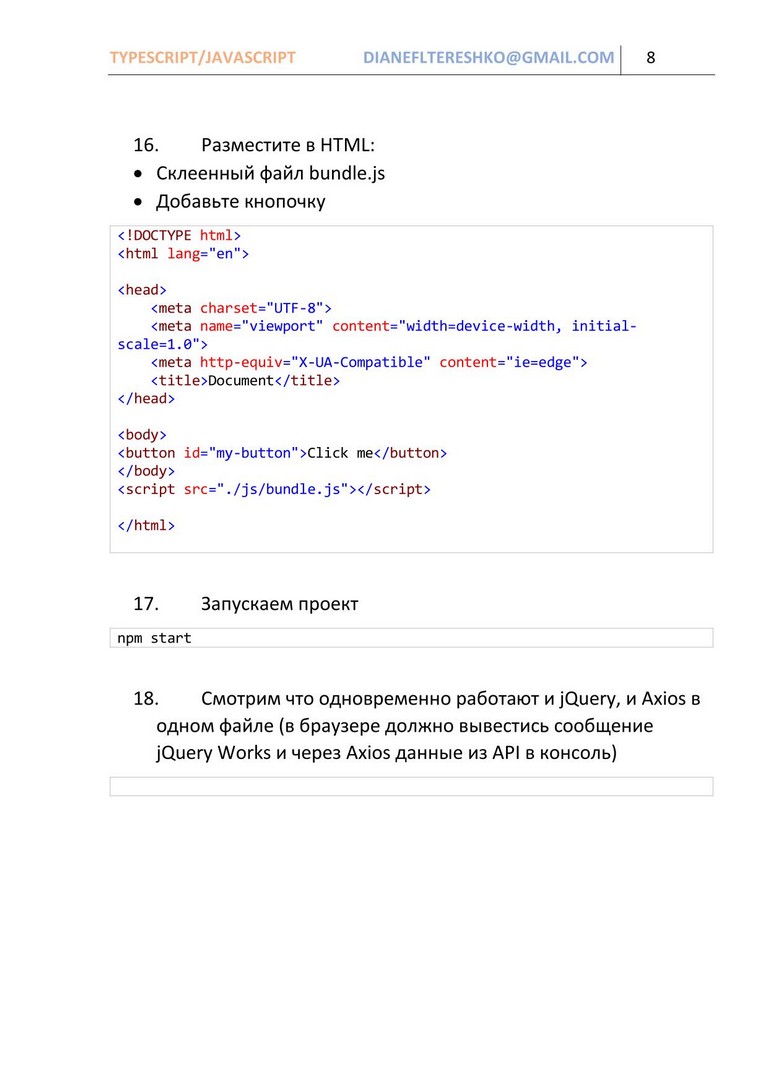 TYPESCRIPT/JAVASCRIPT DIANEFLTERESHKO@GMAIL.COM 8
16. Разместите в HTML:
• Склеенный файл bundle.js
• Добавьте кнопочку
<!DOCTYPE html>
<html lang="en">
<head>
<meta charset="UTF-8">
<meta name="viewport" content="width=device-width, initial-
scale=1.0">
<meta http-equiv="X-UA-Compatible" content="ie=edge">
<title>Document</title>
</head>
<body>
<button id="my-button">Click me</button>
</body>
<script src="./js/bundle.js"></script>
</html>
17. Запускаем проект
npm start
18. Смотрим что одновременно работают и jQuery, и Axios в
одном файле (в браузере должно вывестись сообщение
jQuery Works и через Axios данные из API в консоль)